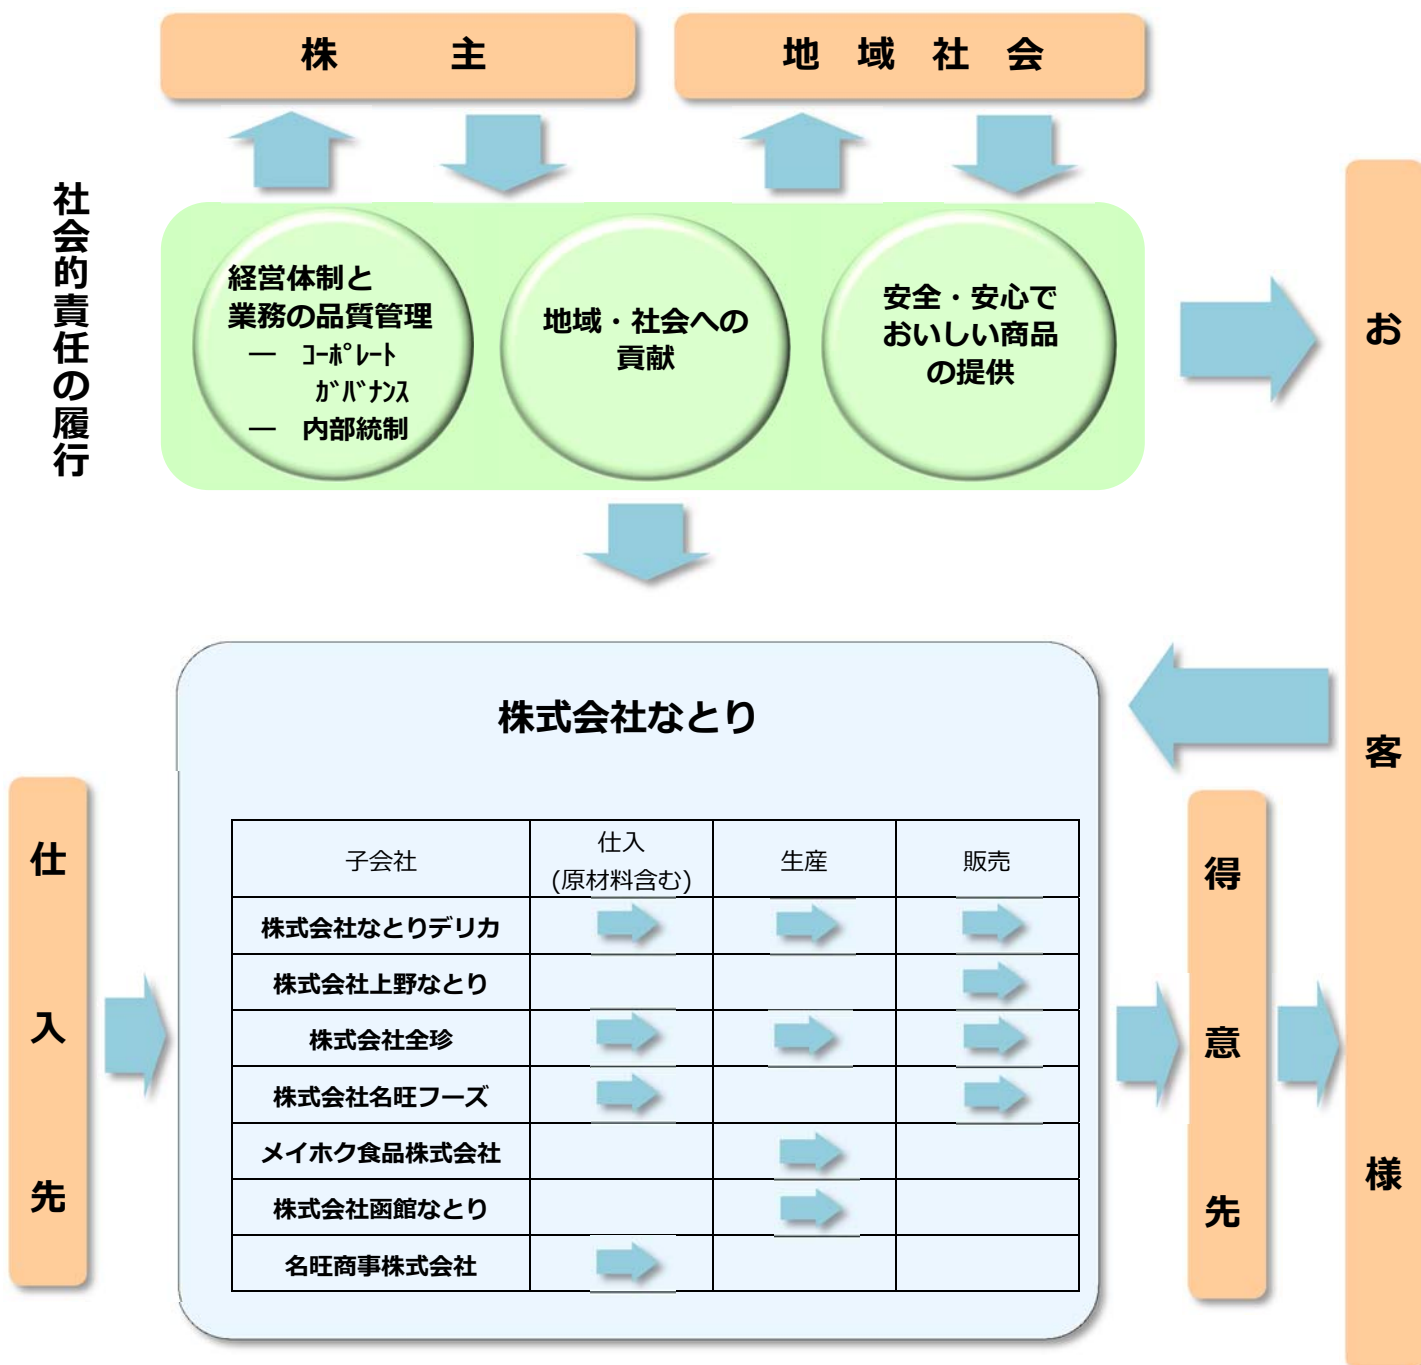 株 主
地 域 社 会
社会的責任の履行
経営体制と
業務の品質管理
― ｺｰﾎﾟﾚｰﾄ
ｶﾞﾊﾞﾅﾝｽ
― 内部統制
地域・社会への
貢献
安全・安心で
おいしい商品
の提供
お 客 様
株式会社なとり
仕 入 先
子会社 仕入 生産 販売
(原材料含む)
株式会社なとりデリカ
株式会社上野なとり
株式会社全珍
株式会社名旺フーズ
メイホク食品株式会社
株式会社函館なとり
名旺商事株式会社
得 意 先